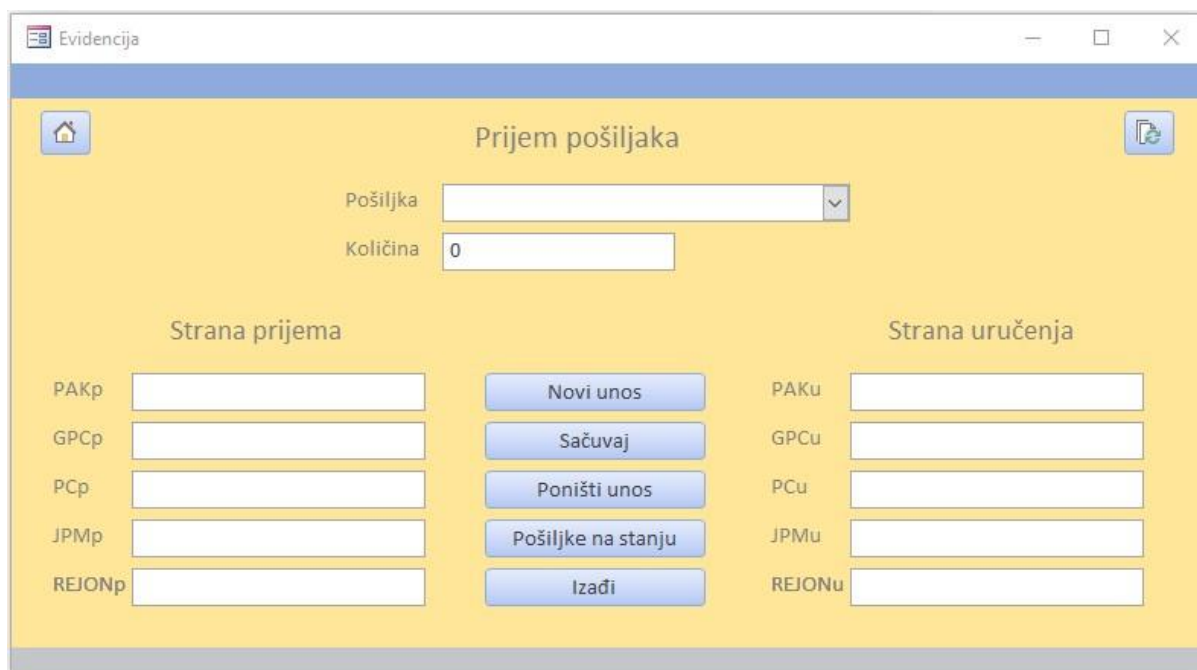 Evidencija
Prijem pošiljaka
Pošiljka
Količina 0
Strana prijema Strana uručenja
PAKp Novi unos PAKu
GPCp Sačuvaj GPCu
PCp Poništi unos PCu
JPMp Pošiljke na stanju JPMu
REJONp Izađi REJONu